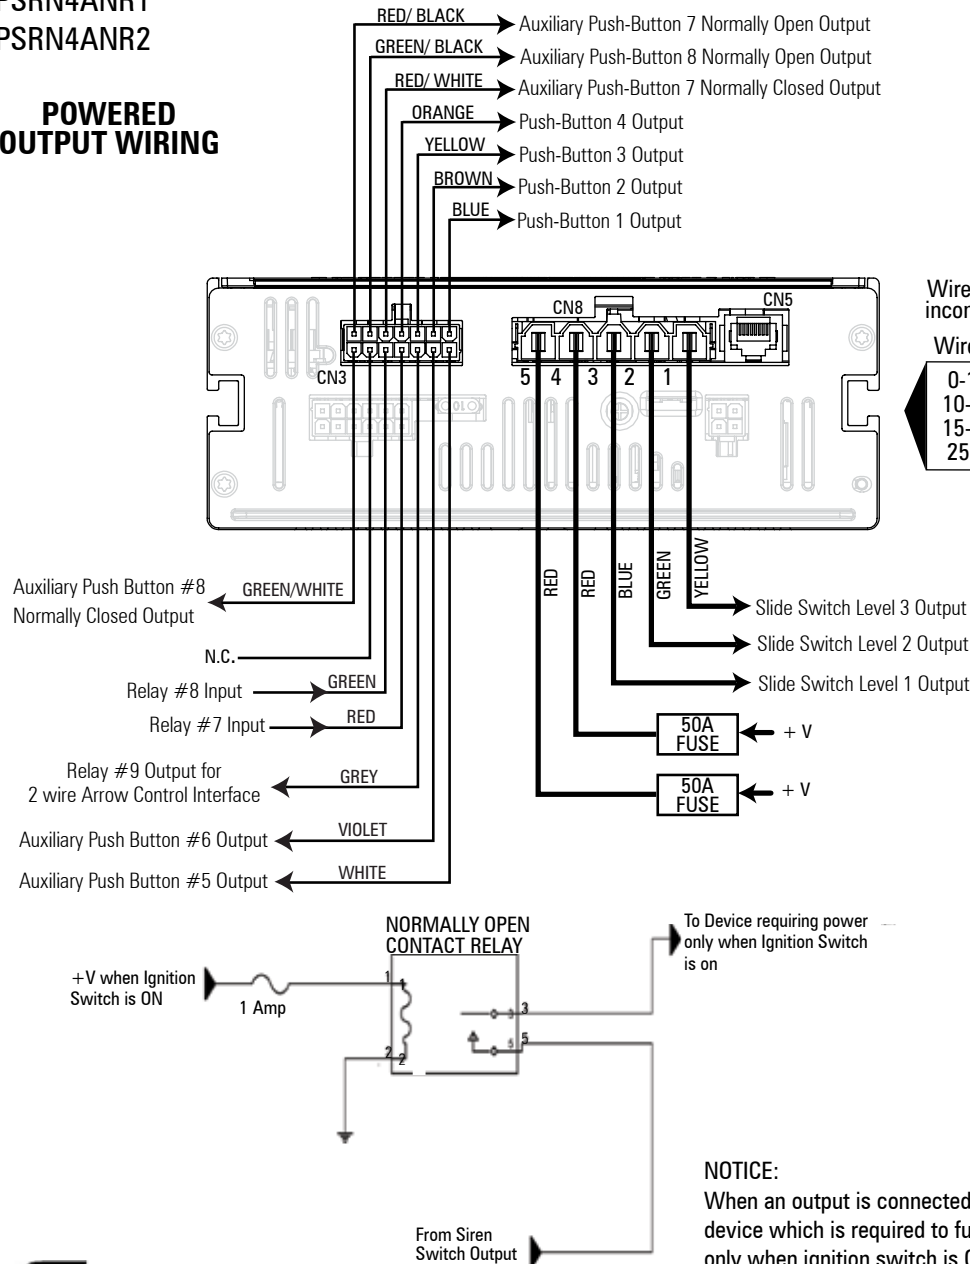 PSRN4ANR1
PSRN4ANR2
POWERED
OUTPUT WIRING
RED/ BLACK
Auxiliary Push-Button 7 Normally Open Output
GREEN/ BLACK
Auxiliary Push-Button 8 Normally Open Output
RED/ WHITE
Auxiliary Push-Button 7 Normally Closed Output
ORANGE
Push-Button 4 Output
YELLOW
Push-Button 3 Output
BROWN
Push-Button 2 Output
BLUE
Push-Button 1 Output
CN3
CN8
CN5
5 4 3 2 1
10
Wire
incon
Wir
0-1
10-
15-
25
RED
RED
BLUE
GREEN
YELLOW
Auxiliary Push Button #8
Normally Closed Output
GREEN/WHITE
N.C.
Relay #8 Input
GREEN
Relay #7 Input
RED
Relay #9 Output for
2 wire Arrow Control Interface
GREY
Auxiliary Push Button #6 Output
VIOLET
Auxiliary Push Button #5 Output
WHITE
Slide Switch Level 3 Output
Slide Switch Level 2 Output
Slide Switch Level 1 Output
50A
FUSE
+ V
50A
FUSE
+ V
NORMALLY OPEN
CONTACT RELAY
+V when Ignition
Switch is ON
1 Amp
1 1
2 2
3 3
5 5
To Device requiring power
only when Ignition Switch
is on
From Siren
Switch Output
NOTICE:
When an output is connected
device which is required to fu
only when ignition switch is O